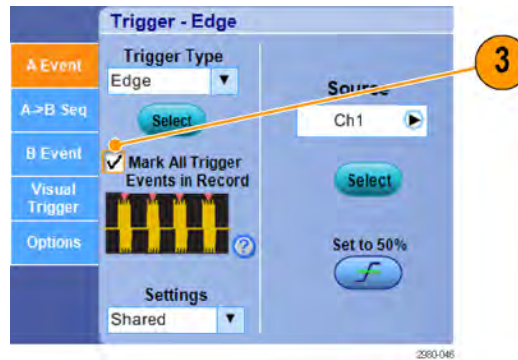 Trigger - Edge
A Event
A->B Seq
B Event
Visual
Trigger
Options
Trigger Type
Edge
Select
Mark All Trigger
Events in Record
?
Settings
Shared
Source
Ch1
Select
Set to 50%
3
2980-046